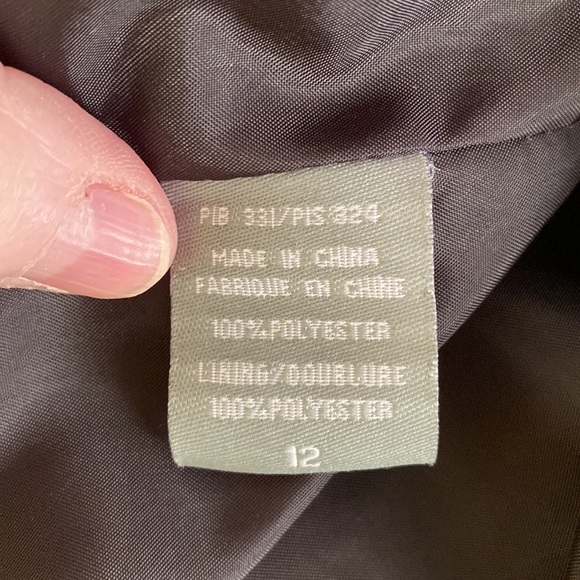 PIB 331/PIS 324
MADE IN CHINA
FABRIQUE EN CHINE
100%POLYESTER
LINING/DOUBLURE
100%POLYESTER
12